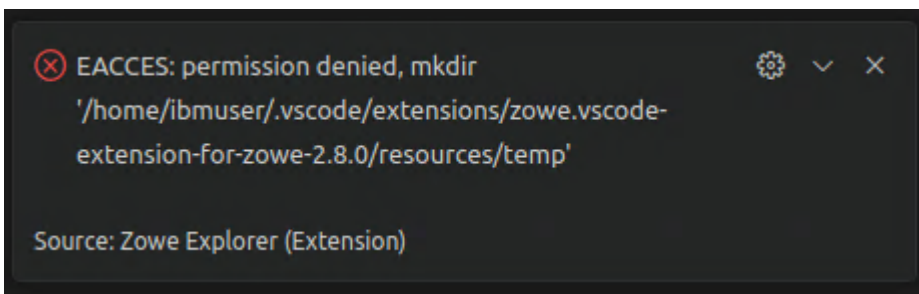 EACCES: permission denied, mkdir
'/home/ibmuser/.vscode/extensions/zowe.vscode-
extension-for-zowe-2.8.0/resources/temp'
Source: Zowe Explorer (Extension)